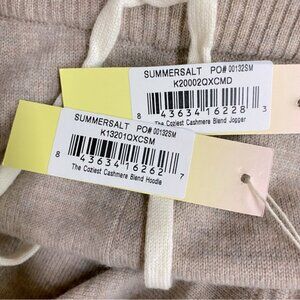 SUMMERSALT PO# 00132SM
K20002QXCMD
8 43634 16228 3
The Coziest Cashmere Blend Jogger
SUMMERSALT PO# 00132SM
K13201QXCSM
8 43634 16262 7
The Coziest Cashmere Blend Hoodie